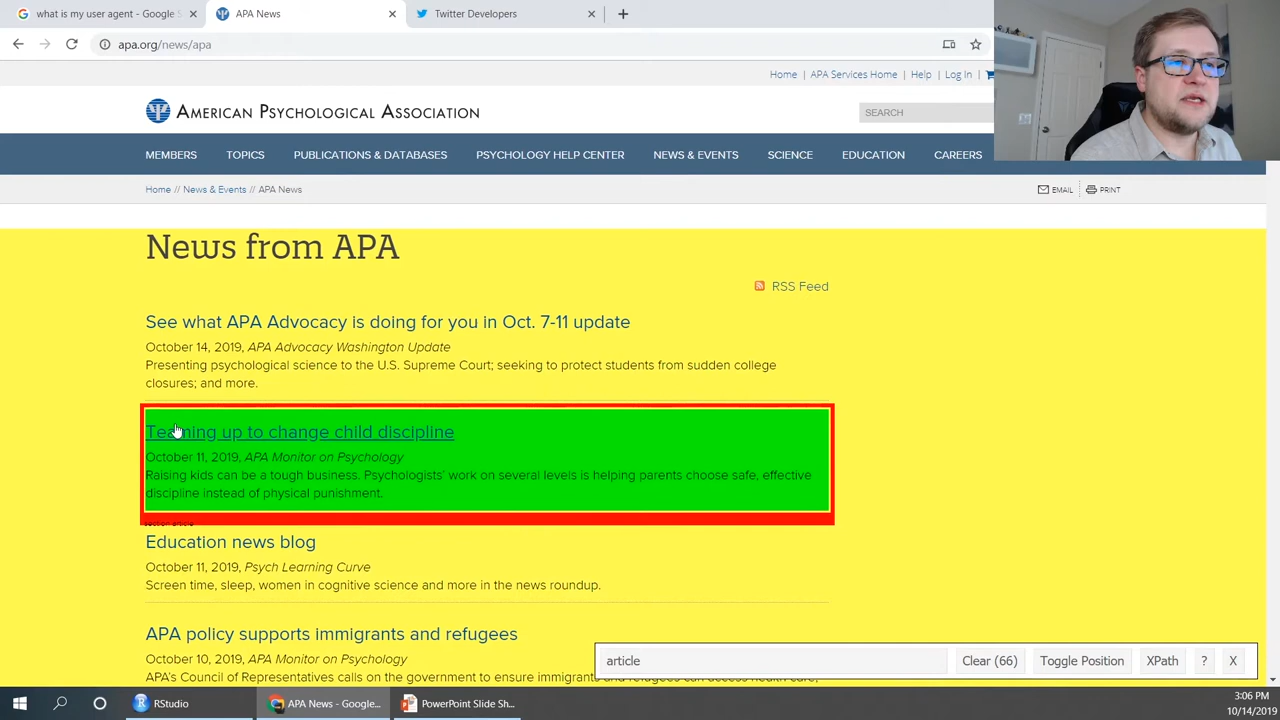 what is my user agent - Google S
APA News
Twitter Developers
apa.org/news/apa
Home | APA Services Home | Help | Log In |
AMERICAN PSYCHOLOGICAL ASSOCIATION
SEARCH
MEMBERS TOPICS PUBLICATIONS & DATABASES PSYCHOLOGY HELP CENTER NEWS & EVENTS SCIENCE EDUCATION CAREERS
Home // News & Events // APA News
EMAIL PRINT
News from APA
RSS Feed
See what APA Advocacy is doing for you in Oct. 7-11 update
October 14, 2019, APA Advocacy Washington Update
Presenting psychological science to the U.S. Supreme Court; seeking to protect students from sudden college
closures; and more.
Teaming up to change child discipline
October 11, 2019, APA Monitor on Psychology
Raising kids can be a tough business. Psychologists' work on several levels is helping parents choose safe, effective
discipline instead of physical punishment.
section article
Education news blog
October 11, 2019, Psych Learning Curve
Screen time, sleep, women in cognitive science and more in the news roundup.
APA policy supports immigrants and refugees
October 10, 2019, APA Monitor on Psychology
APA's Council of Representatives calls on the government to ensure immigrants and refugees can access health care,
article
Clear (66)
Toggle Position
XPath
?
X
RStudio
APA News - Google...
PowerPoint Slide Sh...
3:06 PM
10/14/2019